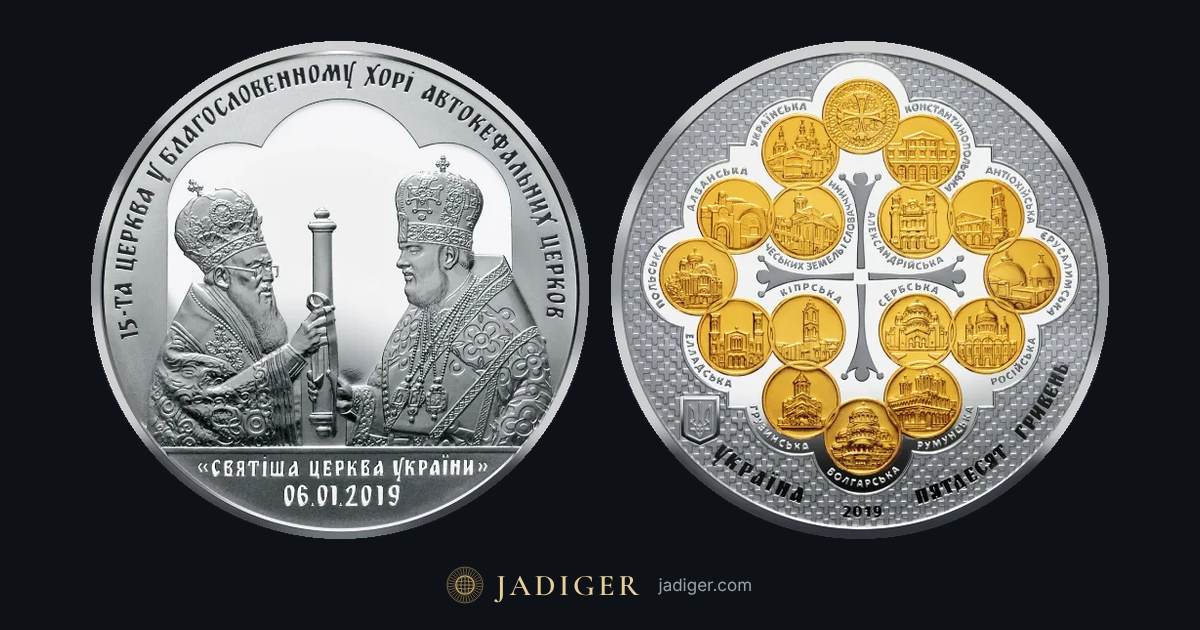 15-ТА ЦЕРКВА У БЛАГОСЛОВЕННОМУ ХОРІ АВТОКЕФАЛЬНИХ ЦЕРКОВ
«СВЯТІША ЦЕРКВА УКРАЇНИ»
06.01.2019
УКРАЇНСЬКА
КОНСТАНТИНОПОЛЬСЬКА
АЛБАНСЬКА
ЧЕСЬКИХ ЗЕМЕЛЬ І СЛОВАЧЧИНИ
АЛЕКСАНДРІЙСЬКА
АНТІОХІЙСЬКА
ПОЛЬСЬКА
ЄРУСАЛИМСЬКА
КІПРСЬКА
СЕРБСЬКА
ЕЛЛАДСЬКА
РОСІЙСЬКА
ГРУЗИНСЬКА
БОЛГАРСЬКА
РУМУНСЬКА
УКРАЇНА
2019
ПЯТДЕСЯТ ГРИВЕНЬ
JADIGER
jadiger.com